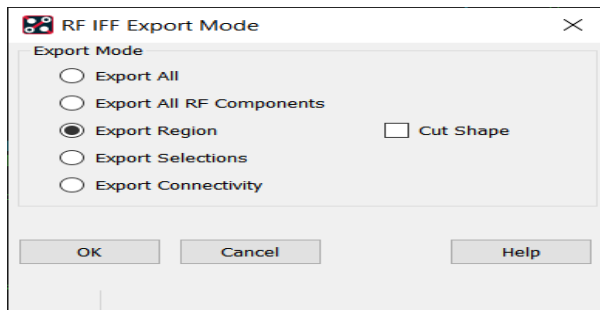 RF IFF Export Mode
Export Mode
Export All
Export All RF Components
Export Region Cut Shape
Export Selections
Export Connectivity
OK Cancel Help